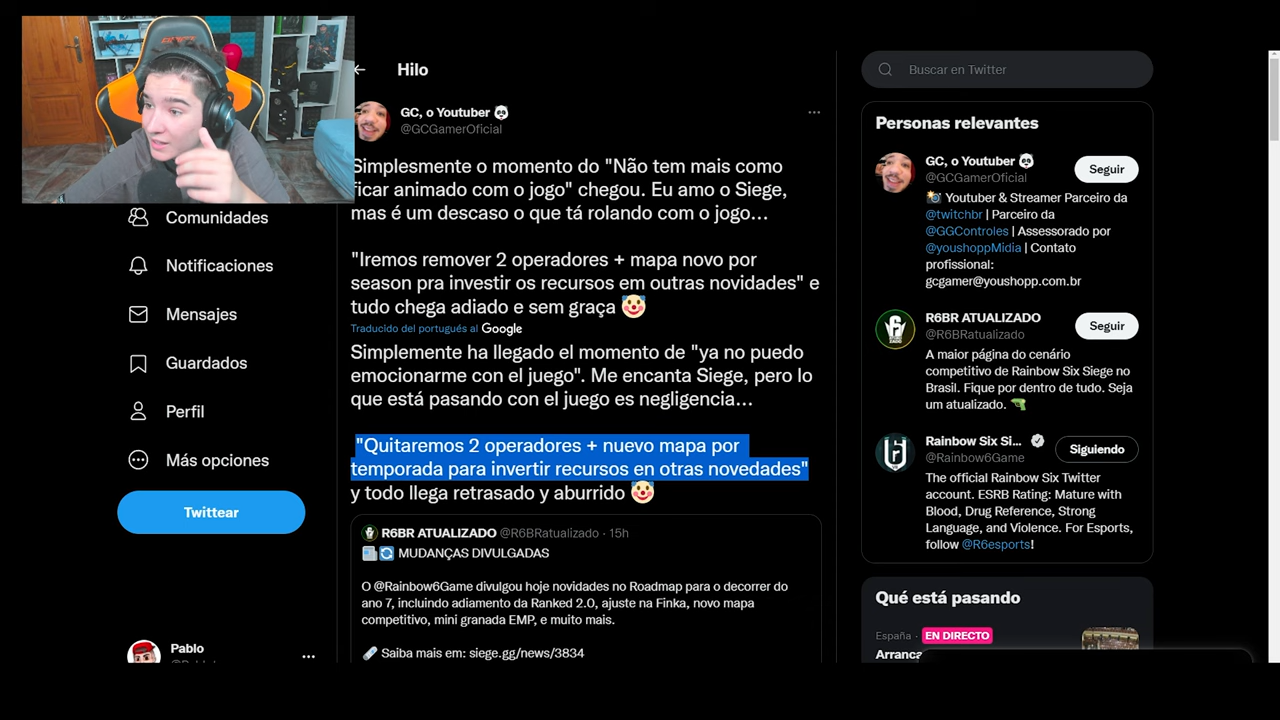 Hilo
GC, o Youtuber 🐼
@GCGamerOficial
Simplesmente o momento do "Não tem mais como
ficar animado com o jogo" chegou. Eu amo o Siege,
mas é um descaso o que tá rolando com o jogo...
"Iremos remover 2 operadores + mapa novo por
season pra investir os recursos em outras novidades" e
tudo chega adiado e sem graça 🤡
Traducido del portugués al Google
Simplemente ha llegado el momento de "ya no puedo
emocionarme con el juego". Me encanta Siege, pero lo
que está pasando con el juego es negligencia...
"Quitaremos 2 operadores + nuevo mapa por
temporada para invertir recursos en otras novedades"
y todo llega retrasado y aburrido 🤡
R6BR ATUALIZADO @R6BRatualizado · 15h
📰🔄 MUDANÇAS DIVULGADAS
O @Rainbow6Game divulgou hoje novidades no Roadmap para o decorrer do
ano 7, incluindo adiamento da Ranked 2.0, ajuste na Finka, novo mapa
competitivo, mini granada EMP, e muito mais.
🔗 Saiba mais em: siege.gg/news/3834
Comunidades
Notificaciones
Mensajes
Guardados
Perfil
Más opciones
Twittear
Pablo
Buscar en Twitter
Personas relevantes
GC, o Youtuber 🐼
@GCGamerOficial
Seguir
📸 Youtuber & Streamer Parceiro da
@twitchbr | Parceiro da
@GGControles | Assessorado por
@youshoppMidia | Contato
profissional:
gcgamer@youshopp.com.br
R6BR ATUALIZADO
@R6BRatualizado
Seguir
A maior página do cenário
competitivo de Rainbow Six Siege no
Brasil. Fique por dentro de tudo. Seja
um atualizado. 🔫
Rainbow Six Si...
@Rainbow6Game
Siguiendo
The official Rainbow Six Twitter
account. ESRB Rating: Mature with
Blood, Drug Reference, Strong
Language, and Violence. For Esports,
follow @R6esports!
Qué está pasando
España · EN DIRECTO
Arranca